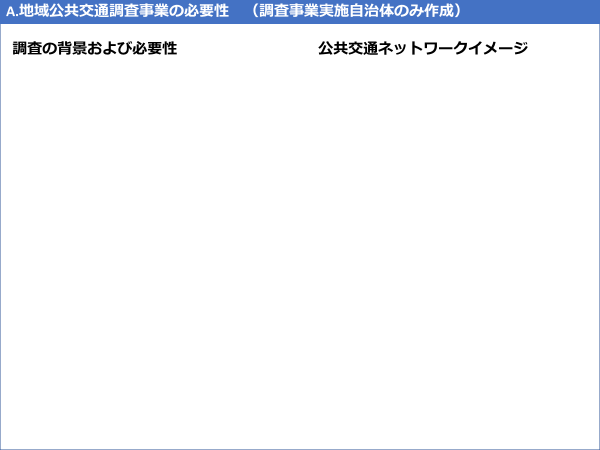 A.地域公共交通調査事業の必要性　（調査事業実施自治体のみ作成）
調査の背景および必要性
公共交通ネットワークイメージ